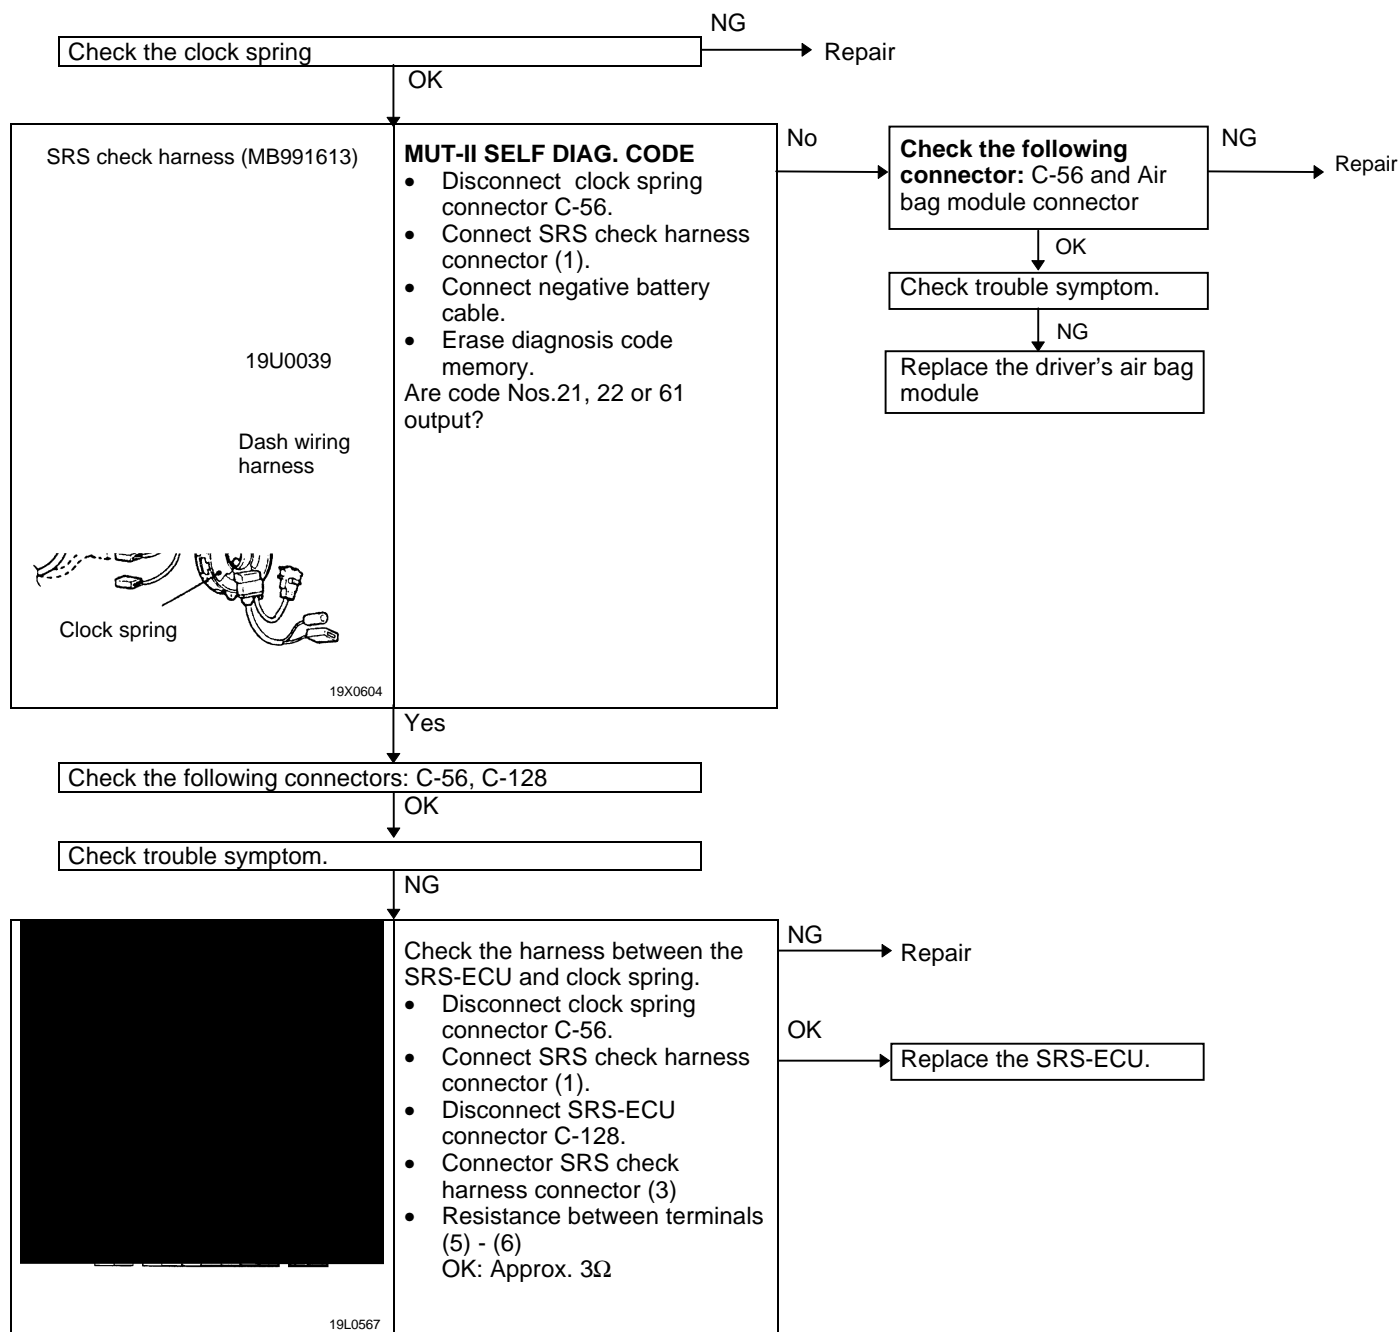 NG
Check the clock spring
Repair
OK
SRS check harness (MB991613)
19U0039
Dash wiring
harness
Clock spring
19X0604
MUT-II SELF DIAG. CODE
• Disconnect clock spring
connector C-56.
• Connect SRS check harness
connector (1).
• Connect negative battery
cable.
• Erase diagnosis code
memory.
Are code Nos.21, 22 or 61
output?
No
Check the following
connector: C-56 and Air
bag module connector
NG
Repair
OK
Check trouble symptom.
NG
Replace the driver's air bag
module
Yes
Check the following connectors: C-56, C-128
OK
Check trouble symptom.
NG
19L0567
Check the harness between the
SRS-ECU and clock spring.
• Disconnect clock spring
connector C-56.
• Connect SRS check harness
connector (1).
• Disconnect SRS-ECU
connector C-128.
• Connector SRS check
harness connector (3)
• Resistance between terminals
(5) - (6)
OK: Approx. 3Ω
NG
Repair
OK
Replace the SRS-ECU.